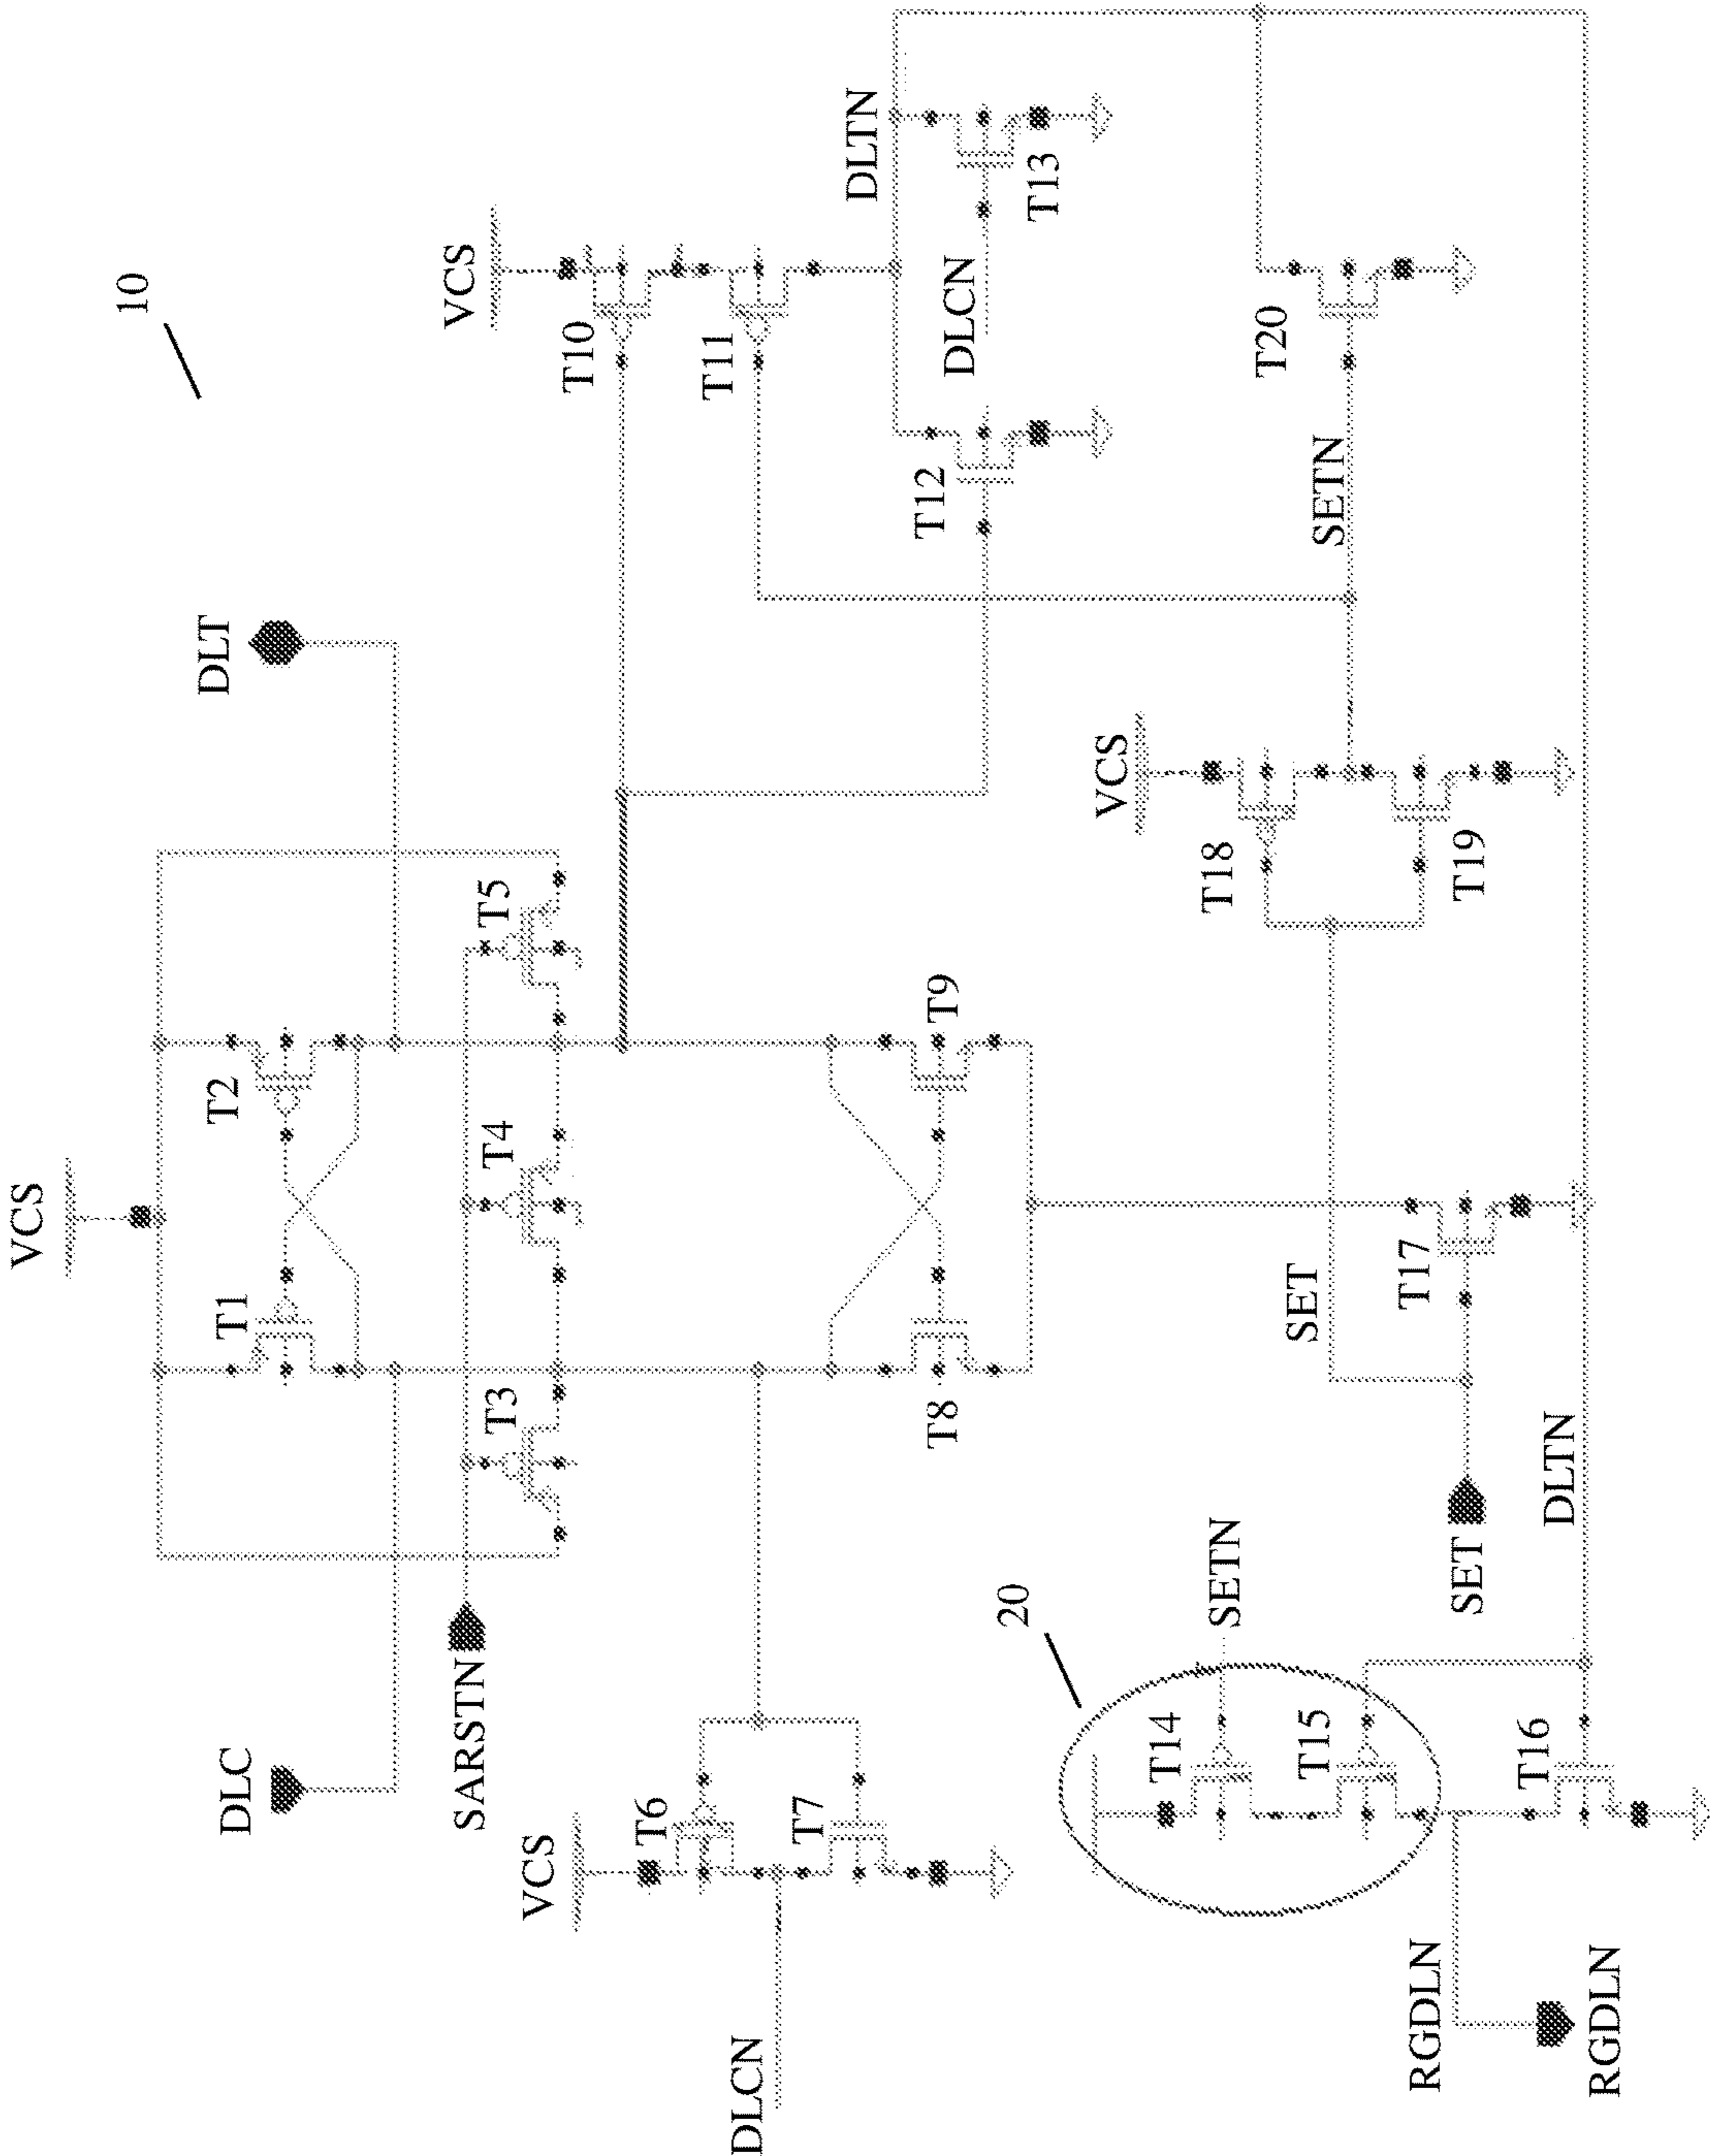 10
VCS
DLT
DLC
T1
T2
SARSTN
T3
T4
T5
VCS
T10
T11
VCS
T6
T7
DLCN
DLTN
DLCN
T12
T13
T8
T9
VCS
T18
T19
SETN
T20
20
SETN
T14
T15
SET
T17
SET
DLTN
T16
RGDLN
RGDLN